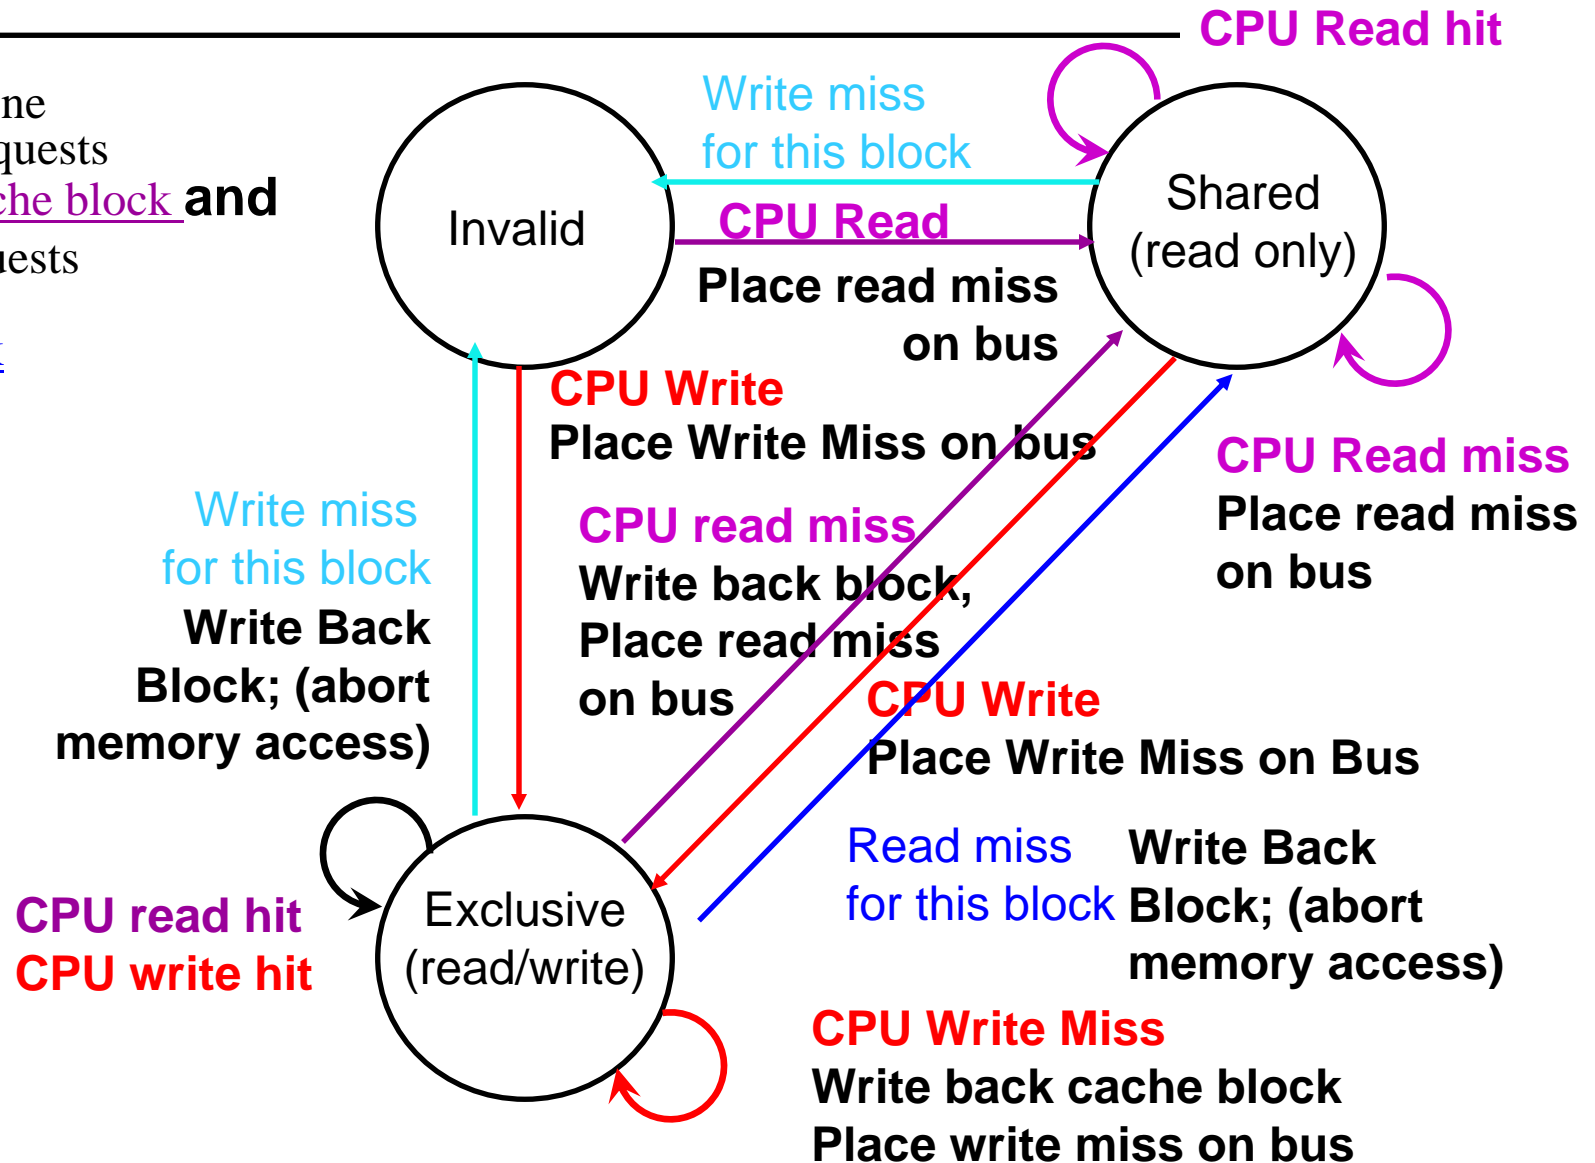 CPU Read hit
ne
quests
che block and
uests
Invalid
Write miss
for this block
CPU Read
Place read miss
on bus
Shared
(read only)
CPU Write
Place Write Miss on bus
CPU Read miss
Place read miss
on bus
Write miss
for this block
Write Back
Block; (abort
memory access)
CPU read miss
Write back block,
Place read miss
on bus
CPU Write
Place Write Miss on Bus
Read miss
for this block
Write Back
Block; (abort
memory access)
CPU read hit
CPU write hit
Exclusive
(read/write)
CPU Write Miss
Write back cache block
Place write miss on bus